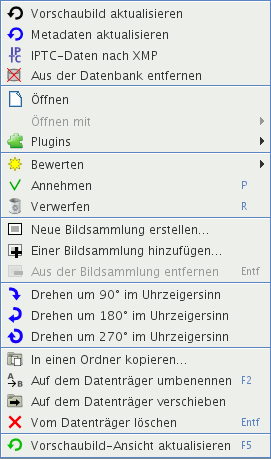 Vorschaubild aktualisieren
Metadaten aktualisieren
IPTC-Daten nach XMP
Aus der Datenbank entfernen
Öffnen
Öffnen mit
Plugins
Bewerten
Annehmen P
Verwerfen R
Neue Bildsammlung erstellen...
Einer Bildsammlung hinzufügen...
Aus der Bildsammlung entfernen Entf
Drehen um 90° im Uhrzeigersinn
Drehen um 180° im Uhrzeigersinn
Drehen um 270° im Uhrzeigersinn
In einen Ordner kopieren...
Auf dem Datenträger umbenennen F2
Auf dem Datenträger verschieben
Vom Datenträger löschen Entf
Vorschaubild-Ansicht aktualisieren F5